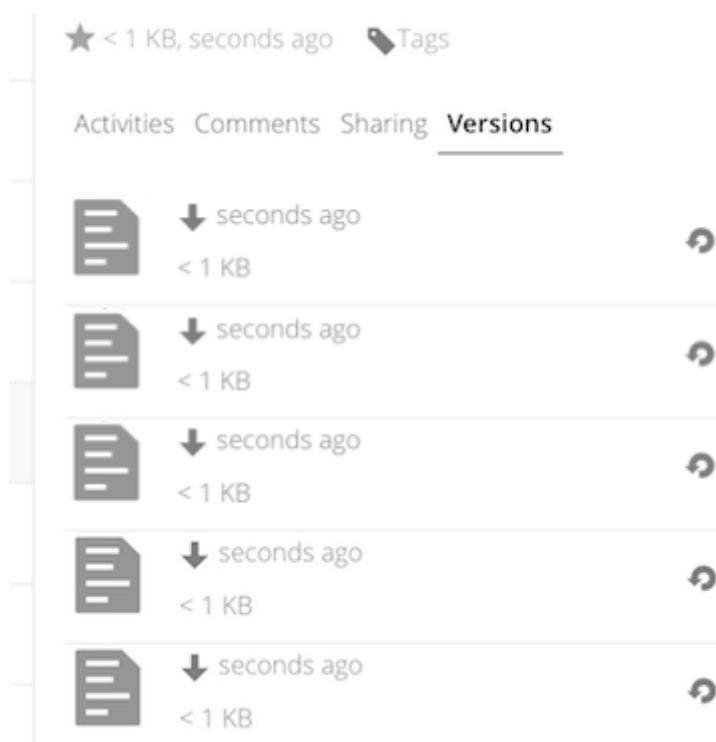 < 1 KB, seconds ago Tags
Activities Comments Sharing Versions
seconds ago
< 1 KB
seconds ago
< 1 KB
seconds ago
< 1 KB
seconds ago
< 1 KB
seconds ago
< 1 KB